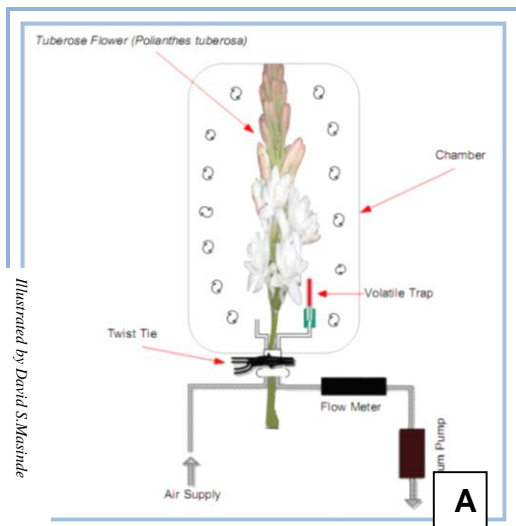 Tuberose Flower (Polianthes tuberosa)
Chamber
Volatile Trap
Twist Tie
Flow Meter
um Pump
Air Supply
A
Illustrated by David S.Masinde